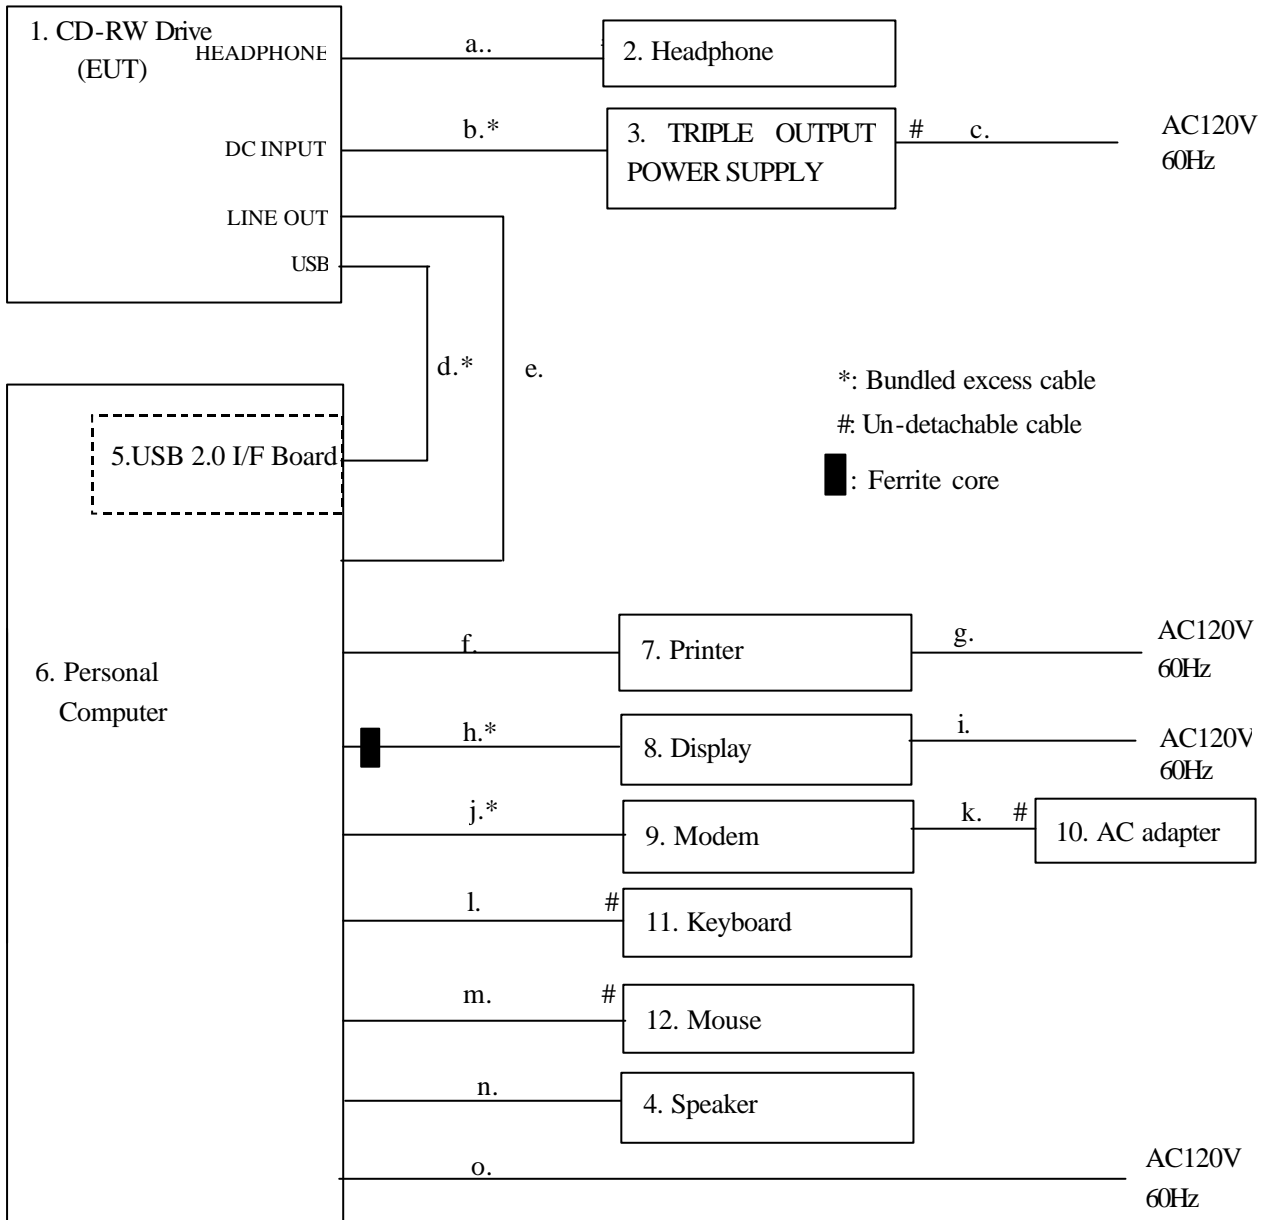 1. CD-RW Drive
(EUT)
HEADPHONE
a..
2. Headphone
DC INPUT
b.*
3. TRIPLE OUTPUT
POWER SUPPLY
#
c.
AC120V
60Hz
LINE OUT
USB
d.*
e.
*: Bundled excess cable
#: Un-detachable cable
: Ferrite core
5.USB 2.0 I/F Board
6. Personal
Computer
f.
7. Printer
g.
AC120V
60Hz
h.*
8. Display
i.
AC120V
60Hz
j.*
9. Modem
k.
#
10. AC adapter
l.
#
11. Keyboard
m.
#
12. Mouse
n.
4. Speaker
o.
AC120V
60Hz